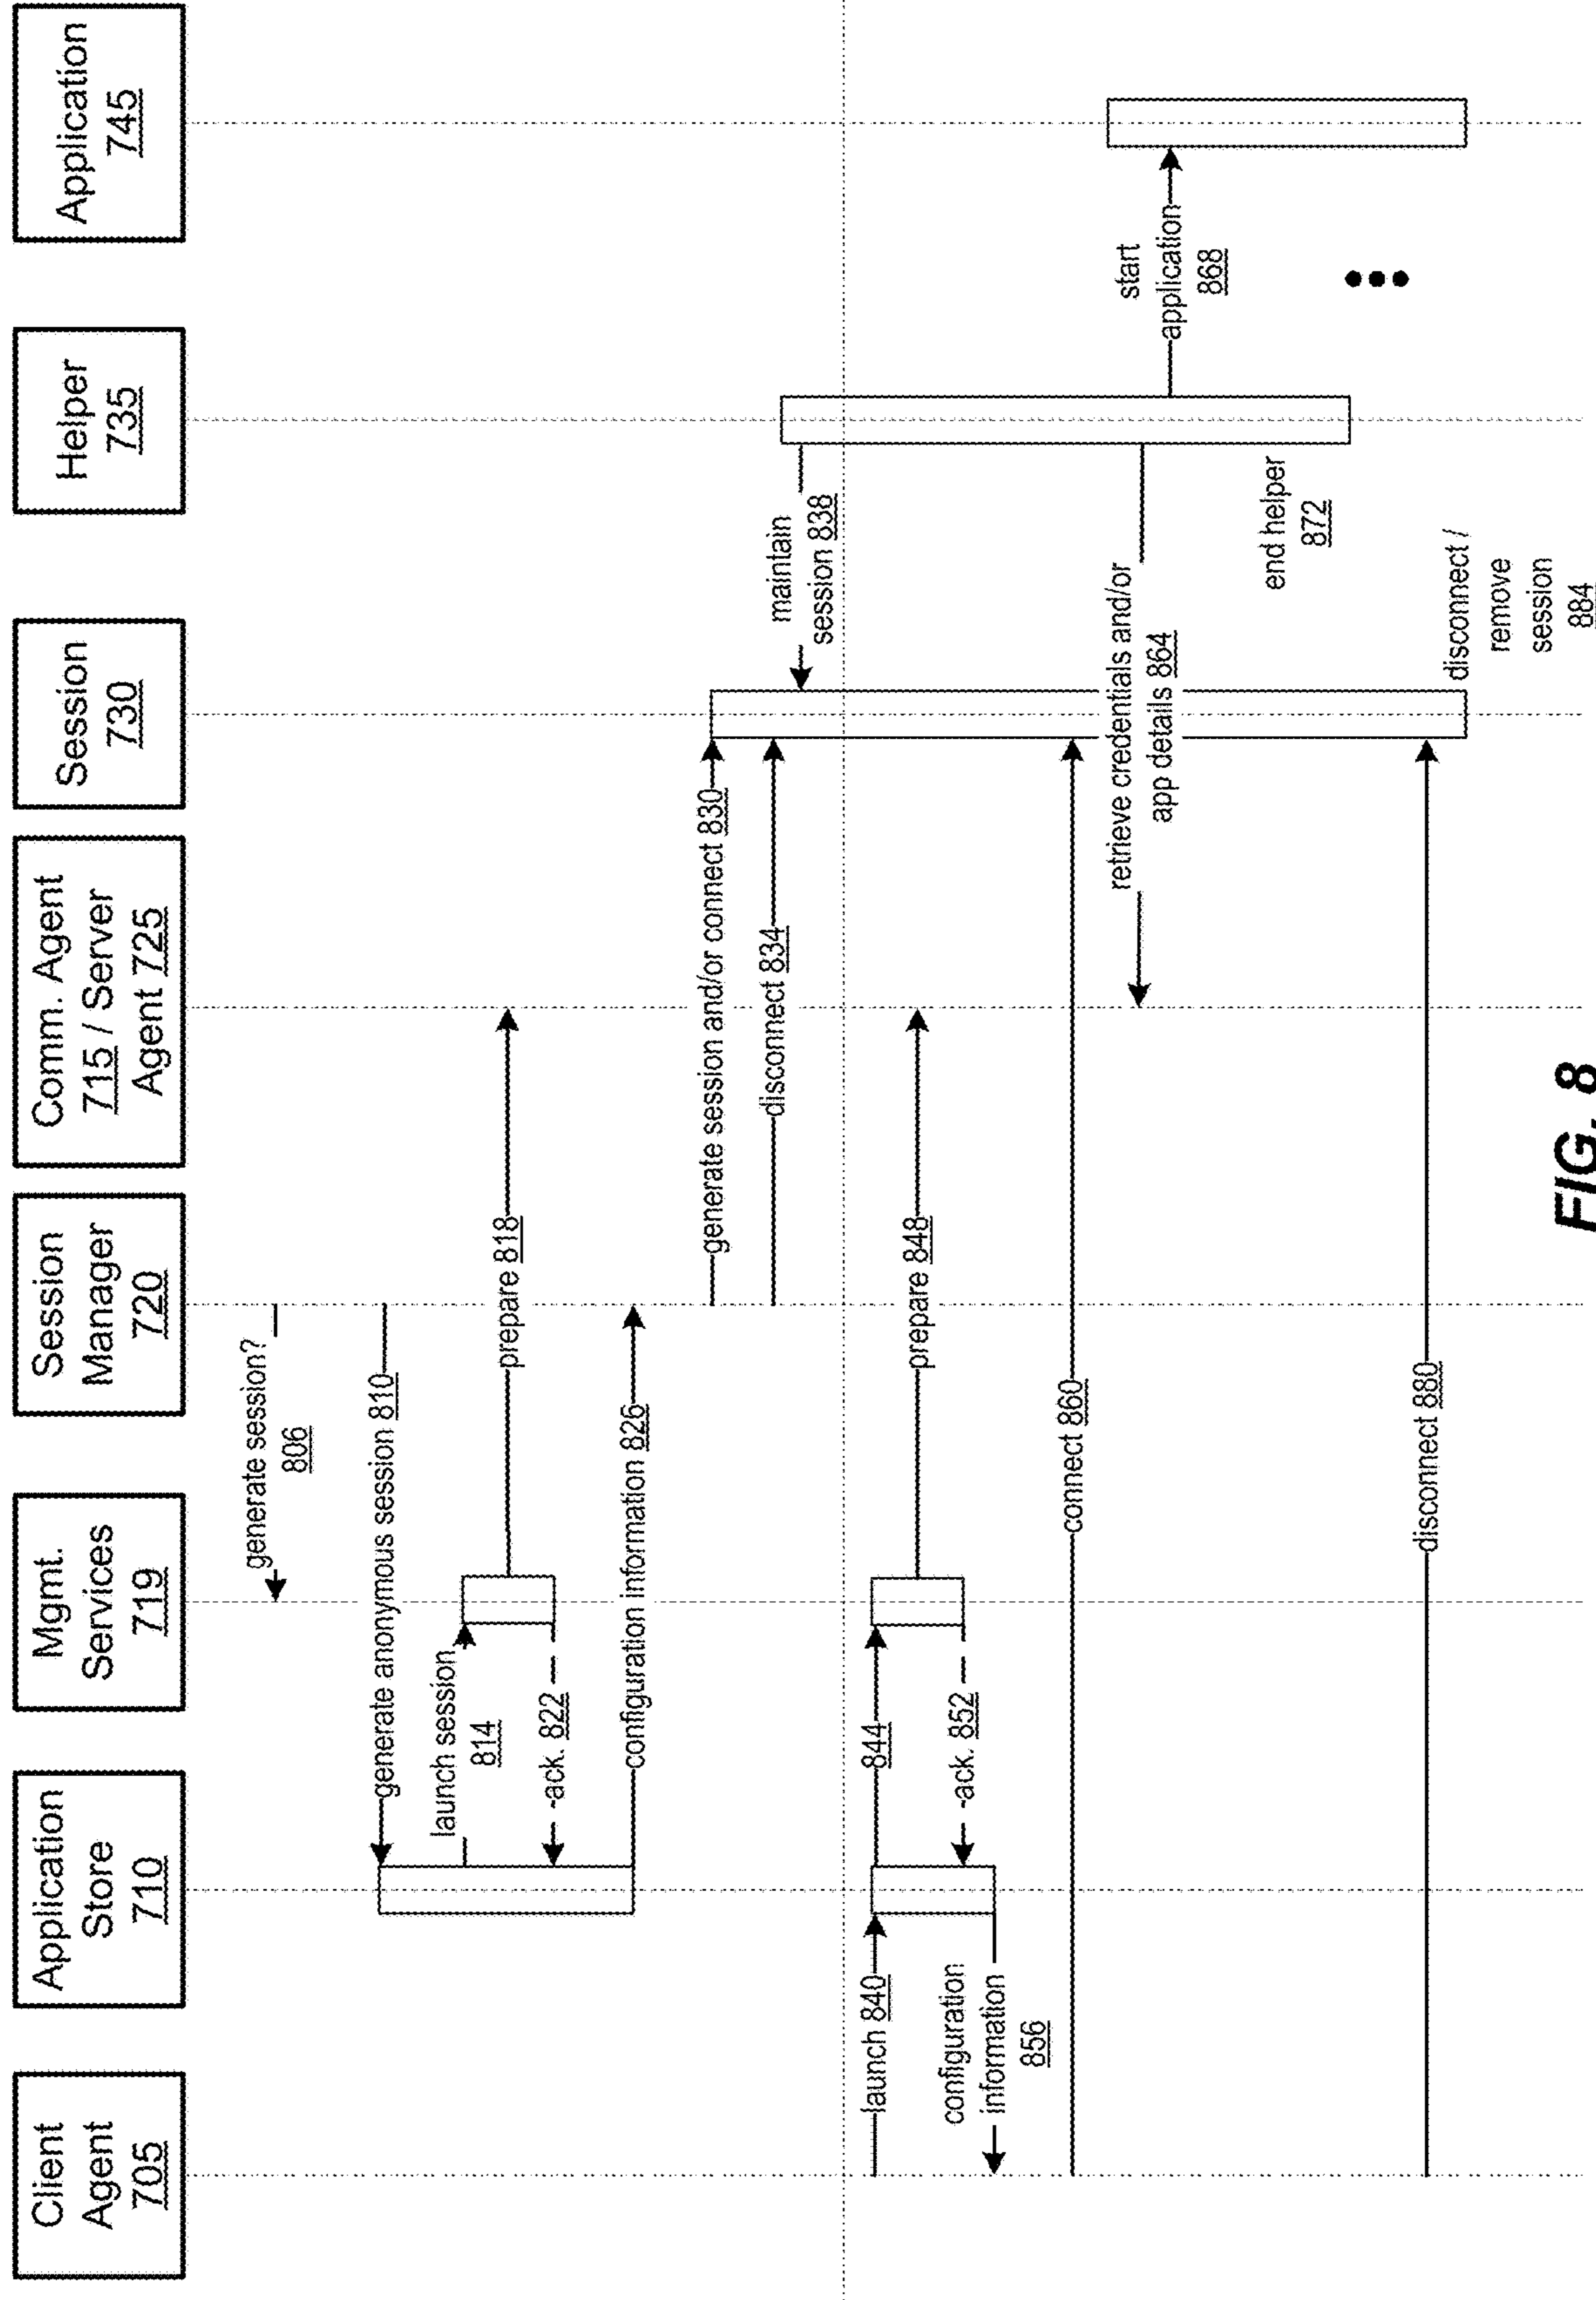 Client
Agent
705
Application
Store
710
Mgmt.
Services
719
Session
Manager
720
Comm. Agent
715 / Server
Agent 725
Session
730
Helper
735
Application
745
generate session?
806
generate anonymous session 810
launch session
814
prepare 818
-ack. 822
configuration information 826
generate session and/or connect 830
disconnect 834
maintain
session 838
launch 840
844
prepare 848
-ack. 852
configuration
information
856
connect 860
retrieve credentials and/or
app details 864
start
application
868
end helper
872
disconnect 880
disconnect /
remove
session
884
FIG. 8